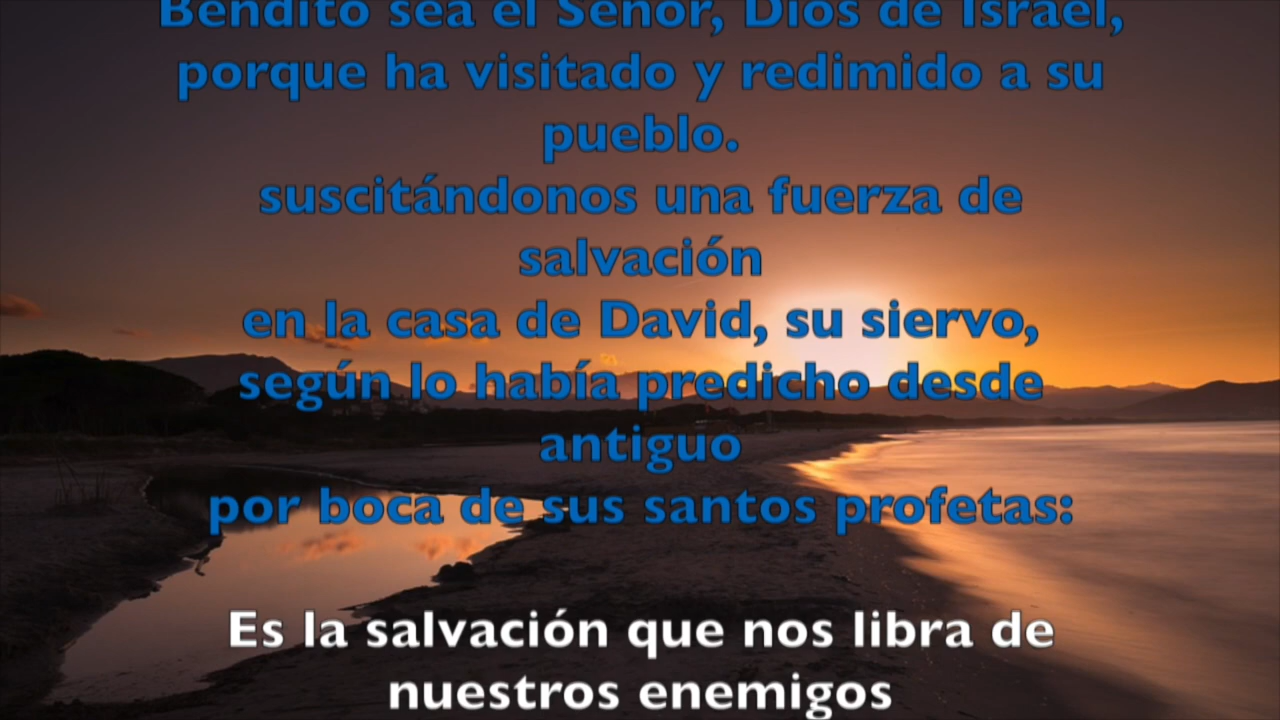 Bendito sea el Señor, Dios de Israel,
porque ha visitado y redimido a su
pueblo.
suscitándonos una fuerza de
salvación
en la casa de David, su siervo,
según lo había predicho desde
antiguo
por boca de sus santos profetas:
Es la salvación que nos libra de
nuestros enemigos